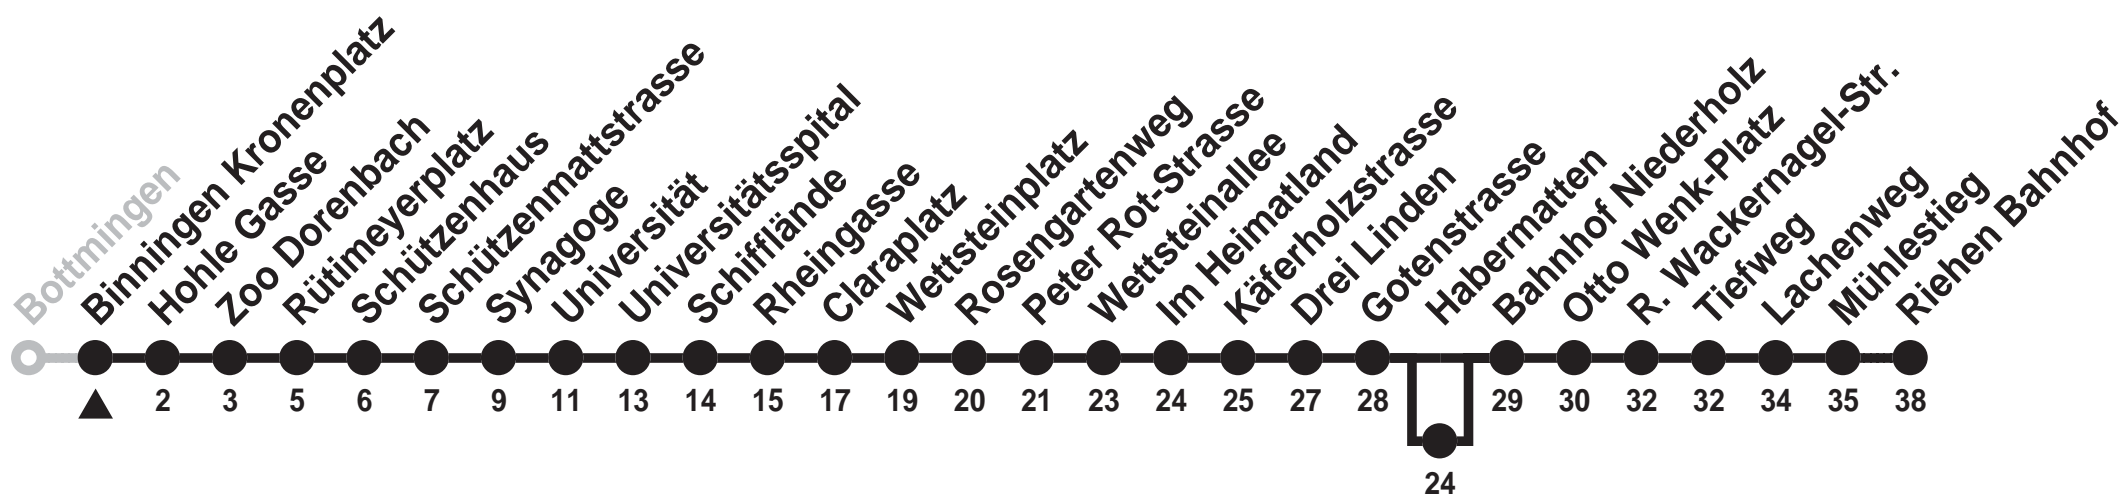 Bottmingen
Binningen Kronenplatz
Hohle Gasse
Zoo Dorenbach
Rütimeyerplatz
Schützenhaus
Schützenmattstrasse
Synagoge
Universität
Universitätsspital
Schifflände
Rheingasse
Claraplatz
Wettsteinplatz
Rosengartenweg
Peter Rot-Strasse
Wettsteinallee
Im Heimatland
Käferholzstrasse
Drei Linden
Gotenstrasse
Habermatten
Bahnhof Niederholz
Otto Wenk-Platz
R. Wackernagel-Str.
Tiefweg
Lachenweg
Mühlestieg
Riehen Bahnhof
2 3 5 6 7 9 11 13 14 15 17 19 20 21 23 24 25 27 28 29 30 32 32 34 35 38
24